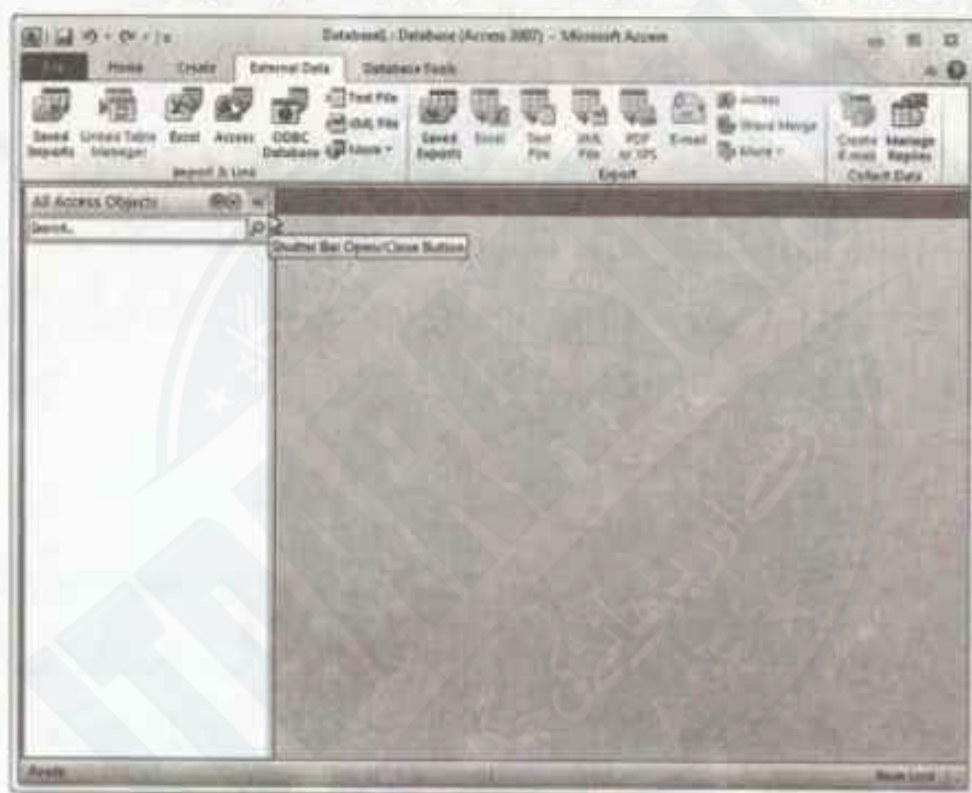 Database1 : Database (Access 2007) - Microsoft Access
File Home Create External Data Database Tools
Saved Imports
Linked Table Manager
Excel
Access
ODBC Database
Text File
XML File
More
Import & Link
Saved Exports
Excel
Text File
XML File
PDF or XPS
E-mail
Access
Word Merge
More
Export
Create E-mail
Manage Replies
Collect Data
All Access Objects
Search...
Shutter Bar Open/Close Button
Ready
Num Lock